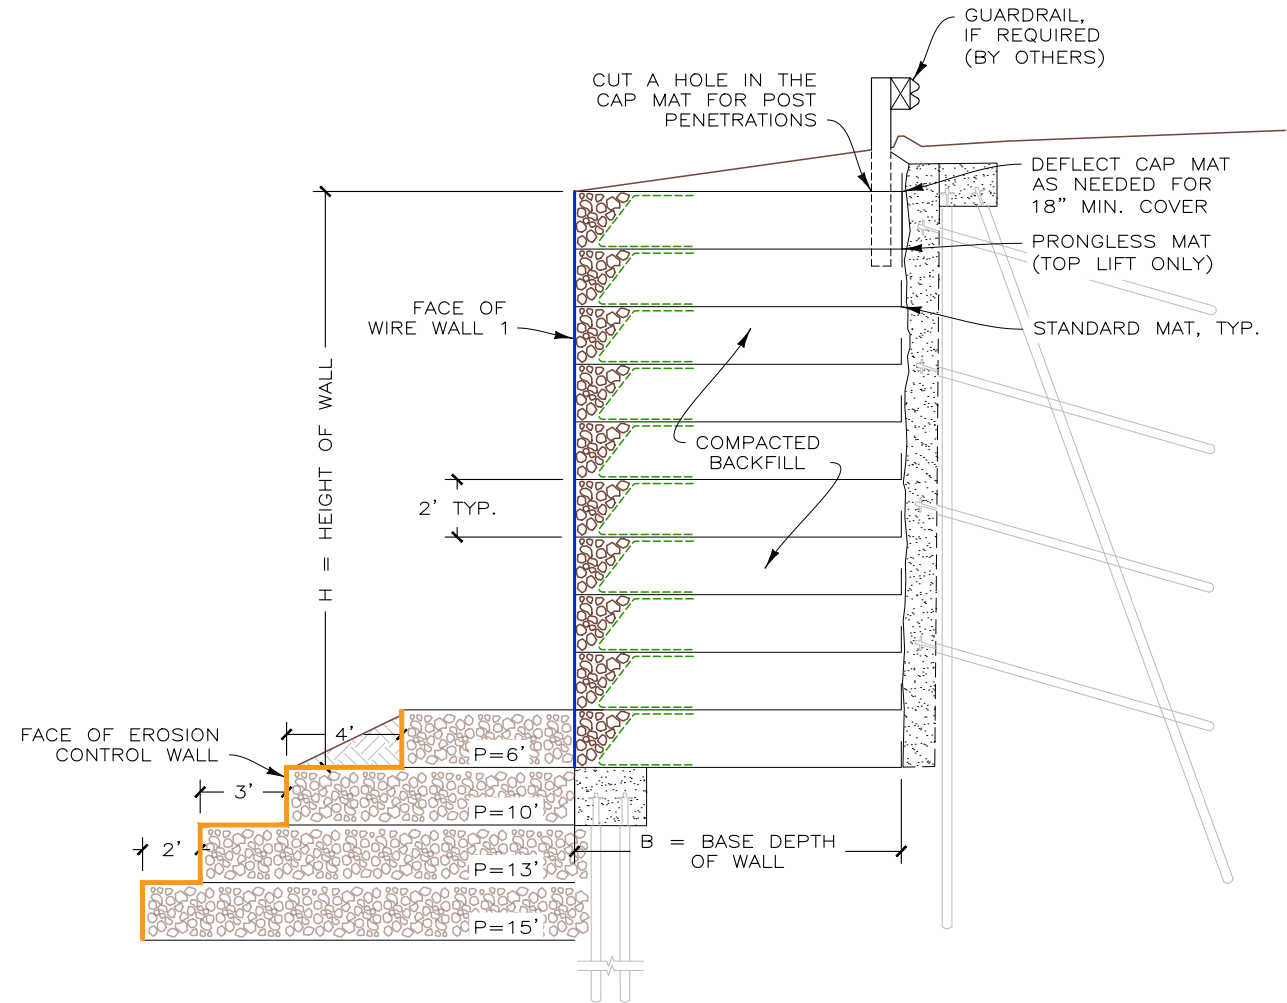 GUARDRAIL,
IF REQUIRED
(BY OTHERS)
CUT A HOLE IN THE
CAP MAT FOR POST
PENETRATIONS
DEFLECT CAP MAT
AS NEEDED FOR
18" MIN. COVER
PRONGLESS MAT
(TOP LIFT ONLY)
FACE OF
WIRE WALL 1
STANDARD MAT, TYP.
H = HEIGHT OF WALL
COMPACTED
BACKFILL
2' TYP.
FACE OF EROSION
CONTROL WALL
4'
P=6'
3'
P=10'
2'
P=13'
B = BASE DEPTH
OF WALL
P=15'